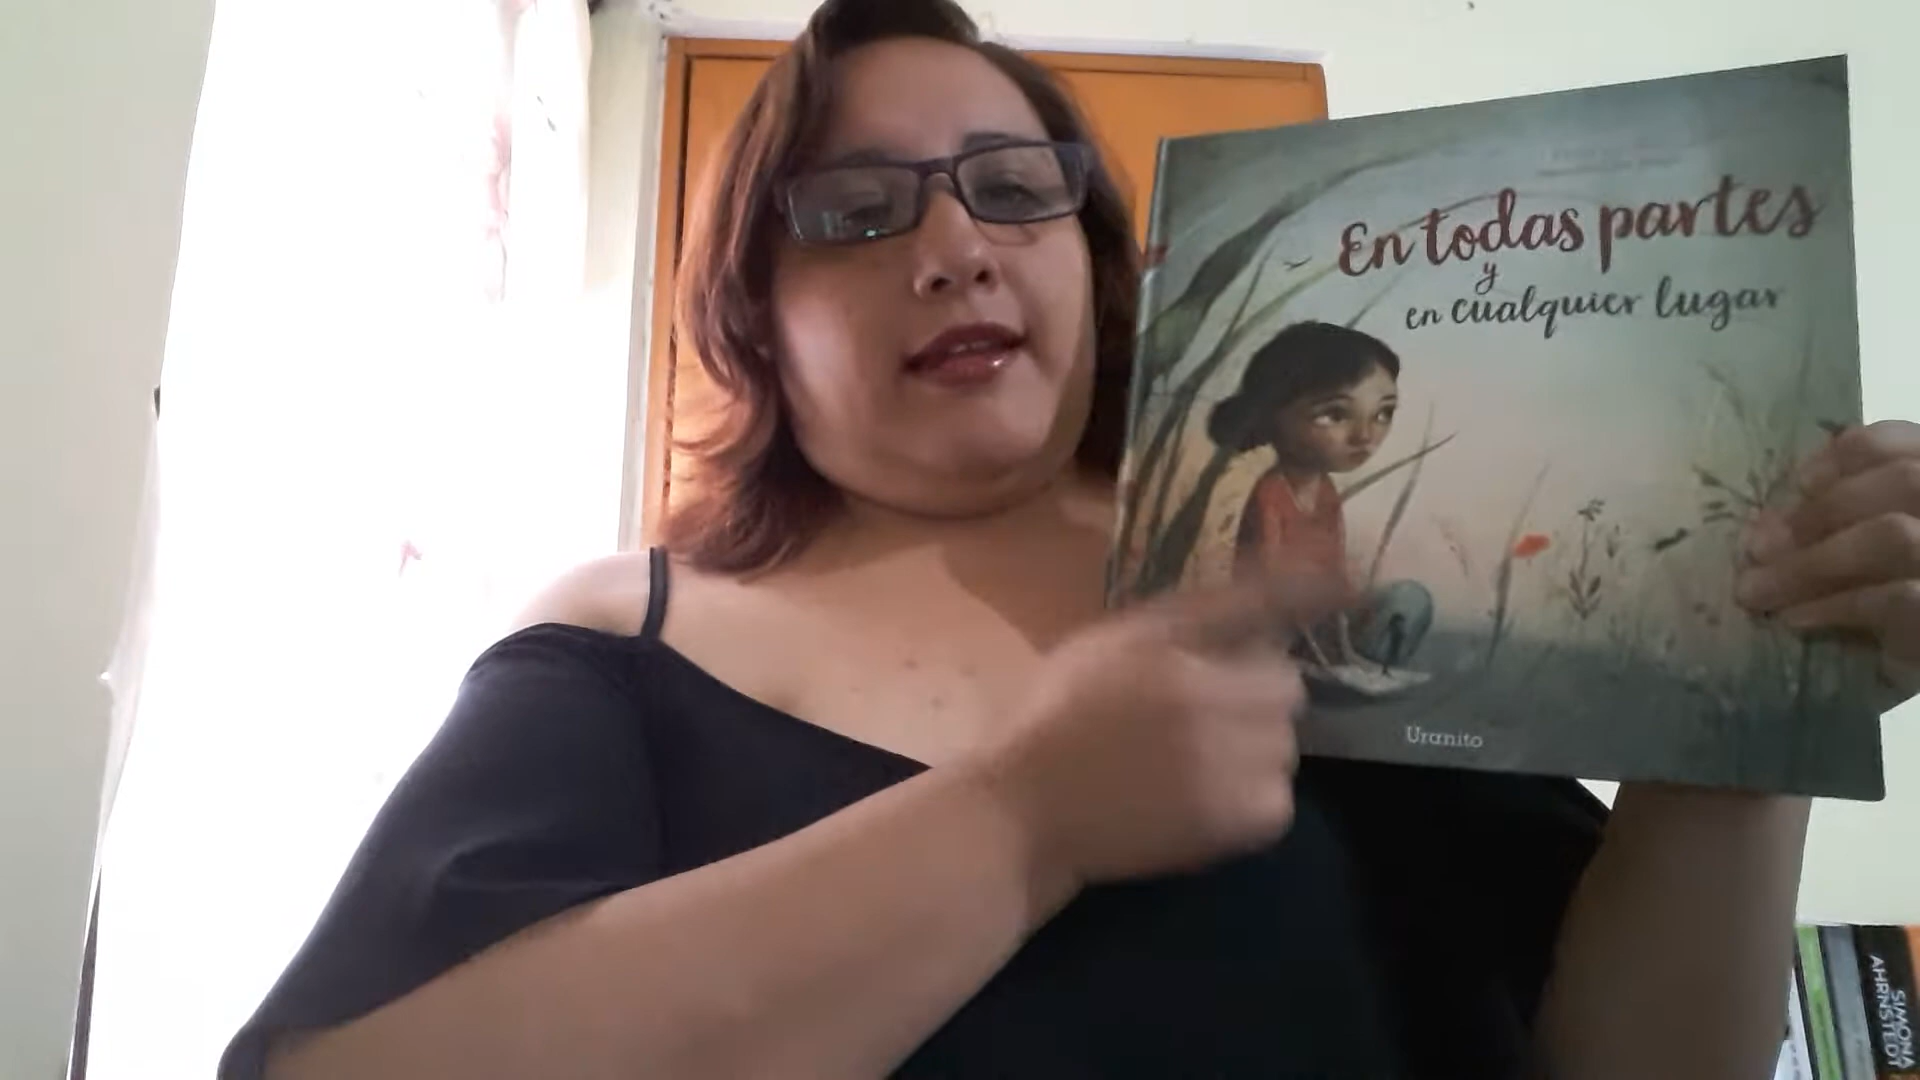 En todas partes
y
en cualquier lugar
Uranito
SIMONA
AHRNSTEDT